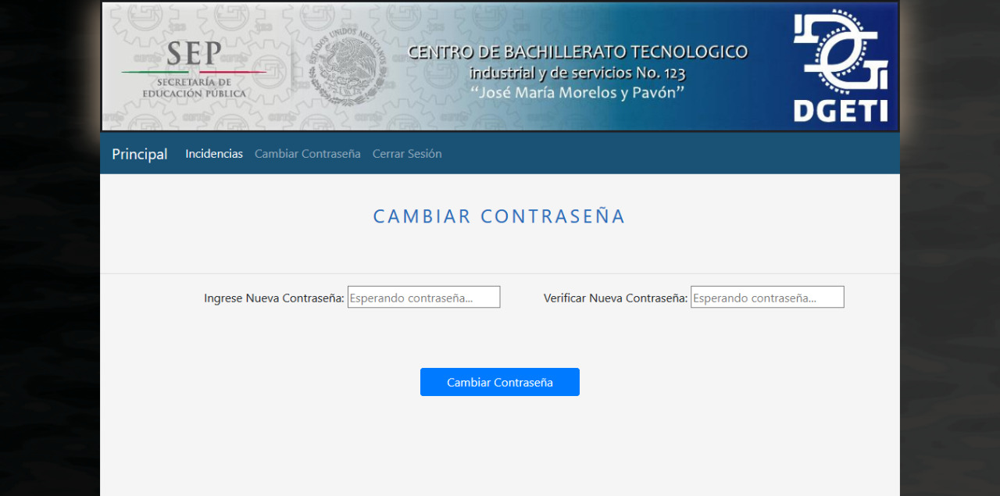 SEP
SECRETARÍA DE
EDUCACIÓN PÚBLICA
ESTADOS UNIDOS MEXICANOS
CENTRO DE BACHILLERATO TECNOLOGICO
industrial y de servicios No. 123
“José María Morelos y Pavón”
DGETI
Principal Incidencias Cambiar Contraseña Cerrar Sesión
CAMBIAR CONTRASEÑA
Ingrese Nueva Contraseña: Esperando contraseña... Verificar Nueva Contraseña: Esperando contraseña...
Cambiar Contraseña